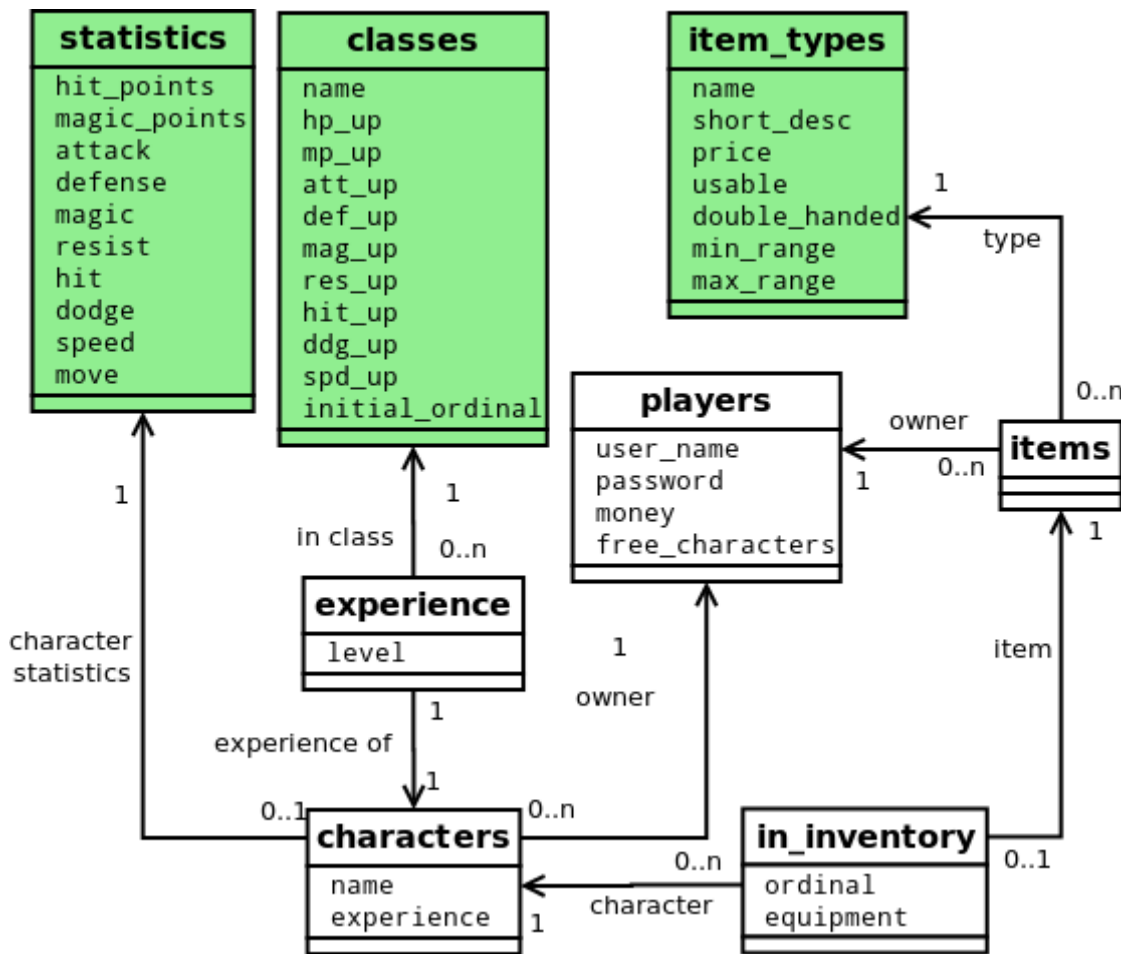 statistics
hit_points
magic_points
attack
defense
magic
resist
hit
dodge
speed
move
classes
name
hp_up
mp_up
att_up
def_up
mag_up
res_up
hit_up
ddg_up
spd_up
initial_ordinal
item_types
name
short_desc
price
usable
double_handed
min_range
max_range
1
type
0..n
players
user_name
password
money
free_characters
owner
0..n
1
items
1
1
1
in class
0..n
experience
level
character
statistics
1
owner
item
1
experience of
1
0..1
0..n
characters
name
experience
0..n
character
1
in_inventory
ordinal
equipment
0..1